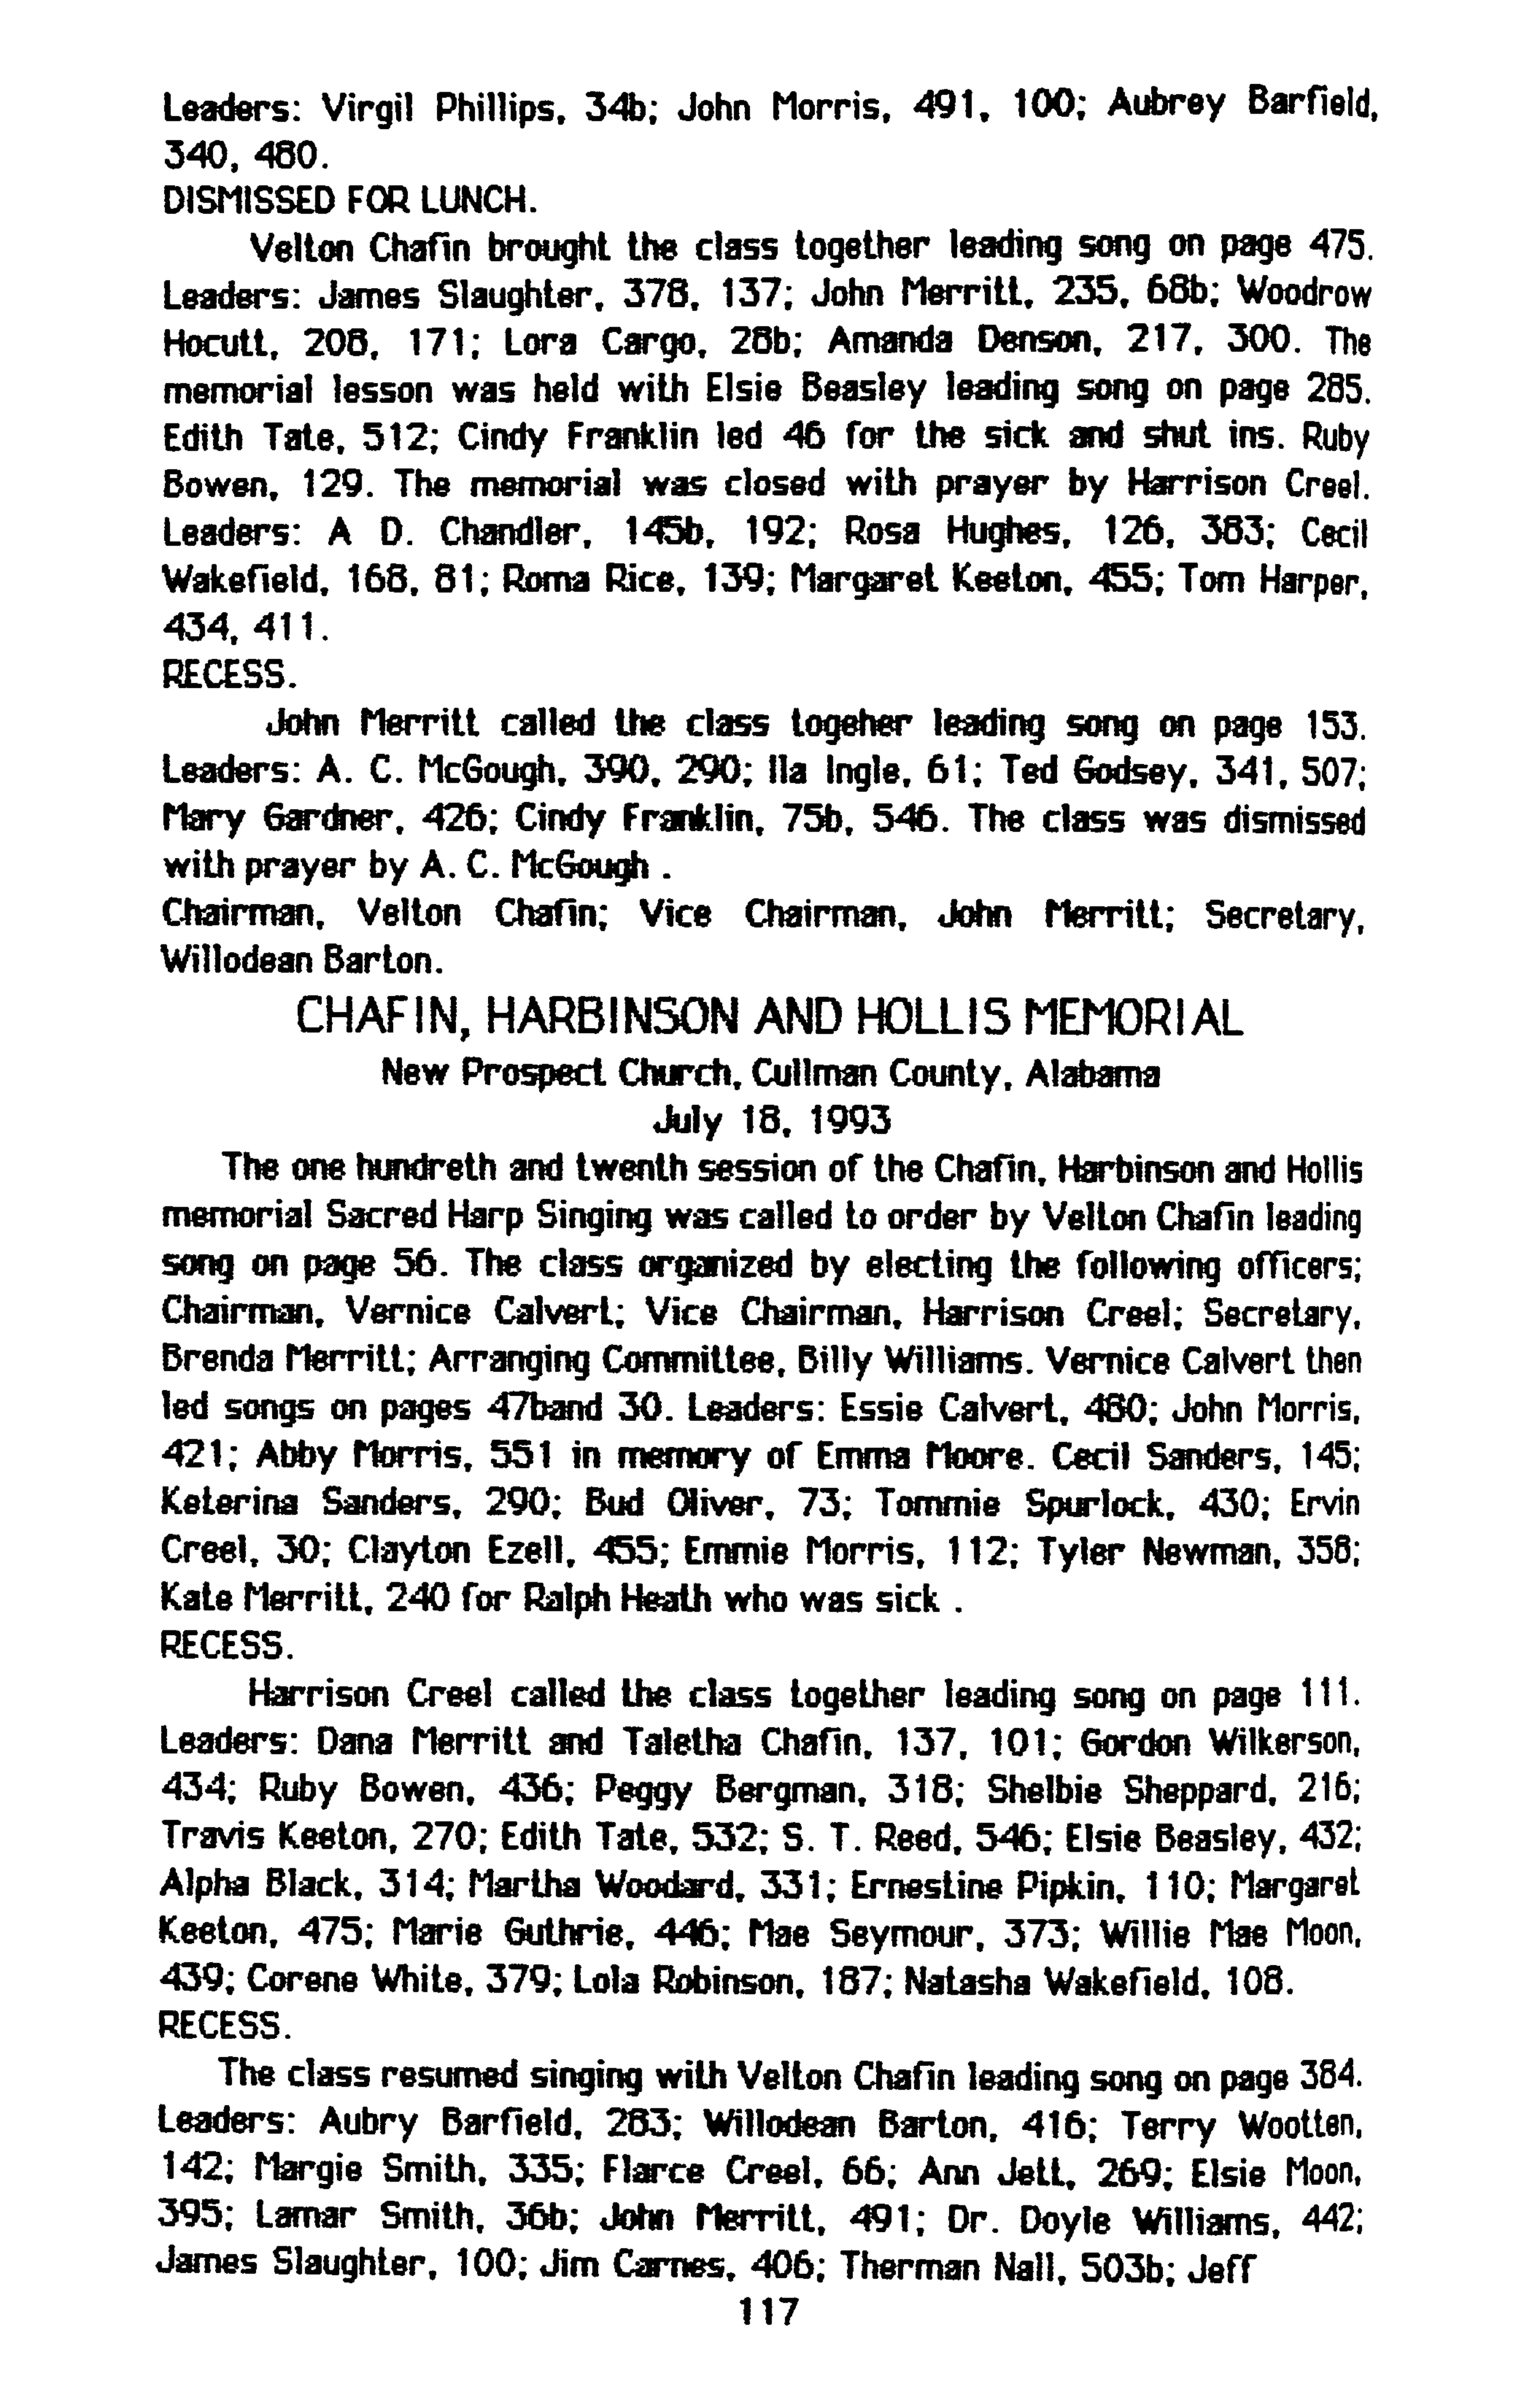 Leaders: Virgil Phillips, 34b; John Morris, 491, 100; Aubrey Barfield,
340, 480.
DISMISSED FOR LUNCH.
Velton Chafin brought the class together leading song on page 475.
Leaders: James Slaughter, 378, 137; John Merritt, 235, 68b; Woodrow
Hocutt, 208, 171; Lora Cargo, 28b; Amanda Denson, 217, 300. The
memorial lesson was held with Elsie Beasley leading song on page 285.
Edith Tate, 512; Cindy Franklin led 46 for the sick and shut ins. Ruby
Bowen, 129. The memorial was closed with prayer by Harrison Creel.
Leaders: A D. Chandler, 145b, 192; Rosa Hughes, 126, 383; Cecil
Wakefield, 168, 81; Roma Rice, 139; Margaret Keeton, 455; Tom Harper,
434, 411.
RECESS.
John Merritt called the class togeher leading song on page 153.
Leaders: A. C. McGough, 390, 290; Ila Ingle, 61; Ted Godsey, 341, 507;
Mary Gardner, 426; Cindy Franklin, 75b, 546. The class was dismissed
with prayer by A. C. McGough .
Chairman, Velton Chafin; Vice Chairman, John Merritt; Secretary,
Willodean Barton.
CHAFIN, HARBINSON AND HOLLIS MEMORIAL
New Prospect Church, Cullman County, Alabama
July 18, 1993
The one hundreth and twenth session of the Chafin, Harbinson and Hollis
memorial Sacred Harp Singing was called to order by Velton Chafin leading
song on page 56. The class organized by electing the following officers;
Chairman, Vernice Calvert; Vice Chairman, Harrison Creel; Secretary,
Brenda Merritt; Arranging Committee, Billy Williams. Vernice Calvert then
led songs on pages 47band 30. Leaders: Essie Calvert, 480; John Morris,
421; Abby Morris, 551 in memory of Emma Moore. Cecil Sanders, 145;
Keterina Sanders, 290; Bud Oliver, 73; Tommie Spurlock, 430; Ervin
Creel, 30; Clayton Ezell, 455; Emmie Morris, 112; Tyler Newman, 358;
Kate Merritt, 240 for Ralph Heath who was sick .
RECESS.
Harrison Creel called the class together leading song on page 111.
Leaders: Dana Merritt and Taletha Chafin, 137, 101; Gordon Wilkerson,
434; Ruby Bowen, 436; Peggy Bergman, 318; Shelbie Sheppard, 216;
Travis Keeton, 270; Edith Tate, 532; S. T. Reed, 546; Elsie Beasley, 432;
Alpha Black, 314; Martha Woodard, 331; Ernestine Pipkin, 110; Margaret
Keeton, 475; Marie Guthrie, 446; Mae Seymour, 373; Willie Mae Moon,
439; Corene White, 379; Lola Robinson, 187; Natasha Wakefield, 108.
RECESS.
The class resumed singing with Velton Chafin leading song on page 384.
Leaders: Aubry Barfield, 283; Willodean Barton, 416; Terry Wootten,
142; Margie Smith, 335; Flarce Creel, 66; Ann Jett, 269; Elsie Moon,
395; Lamar Smith, 36b; John Merritt, 491; Dr. Doyle Williams, 442;
James Slaughter, 100; Jim Carnes, 406; Therman Nall, 503b; Jeff
117